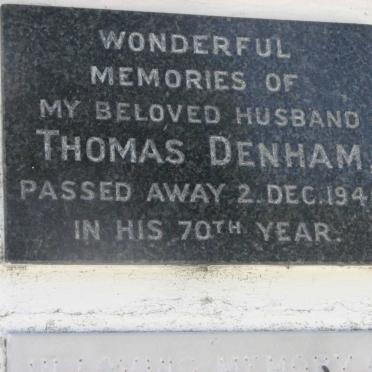 WONDERFUL
MEMORIES OF
MY BELOVED HUSBAND
THOMAS DENHAM
PASSED AWAY 2. DEC. 194
IN HIS 70TH YEAR.